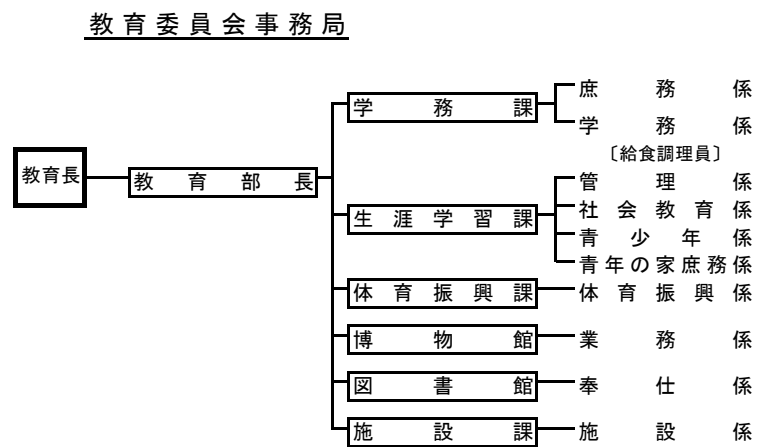 教育委員会事務局
教育長
教育部長
学務課
庶務係
学務係
〔給食調理員〕
生涯学習課
管理係
社会教育係
青少年係
青年の家庶務係
体育振興課
体育振興係
博物館
業務係
図書館
奉仕係
施設課
施設係